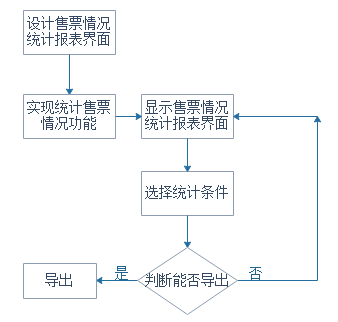 设计售票情况
统计报表界面
实现统计售票
情况功能
显示售票情况
统计报表界面
选择统计条件
判断能否导出
是
否
导出